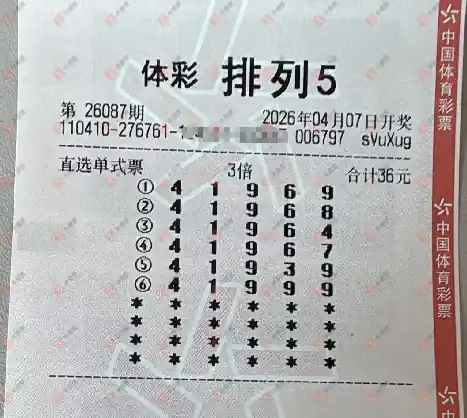 体彩 排列5
第 26087期 2026年04月07日开奖
110410-276761-1 006797 sVuXug
直选单式票 3倍 合计36元
① 4 1 9 6 9
② 4 1 9 6 8
③ 4 1 9 6 4
④ 4 1 9 6 7
⑤ 4 1 9 3 9
⑥ 4 1 9 9 9
* * * * *
* * * * *
* * * * *
* * * * *
中国体育彩票
中国体育彩票